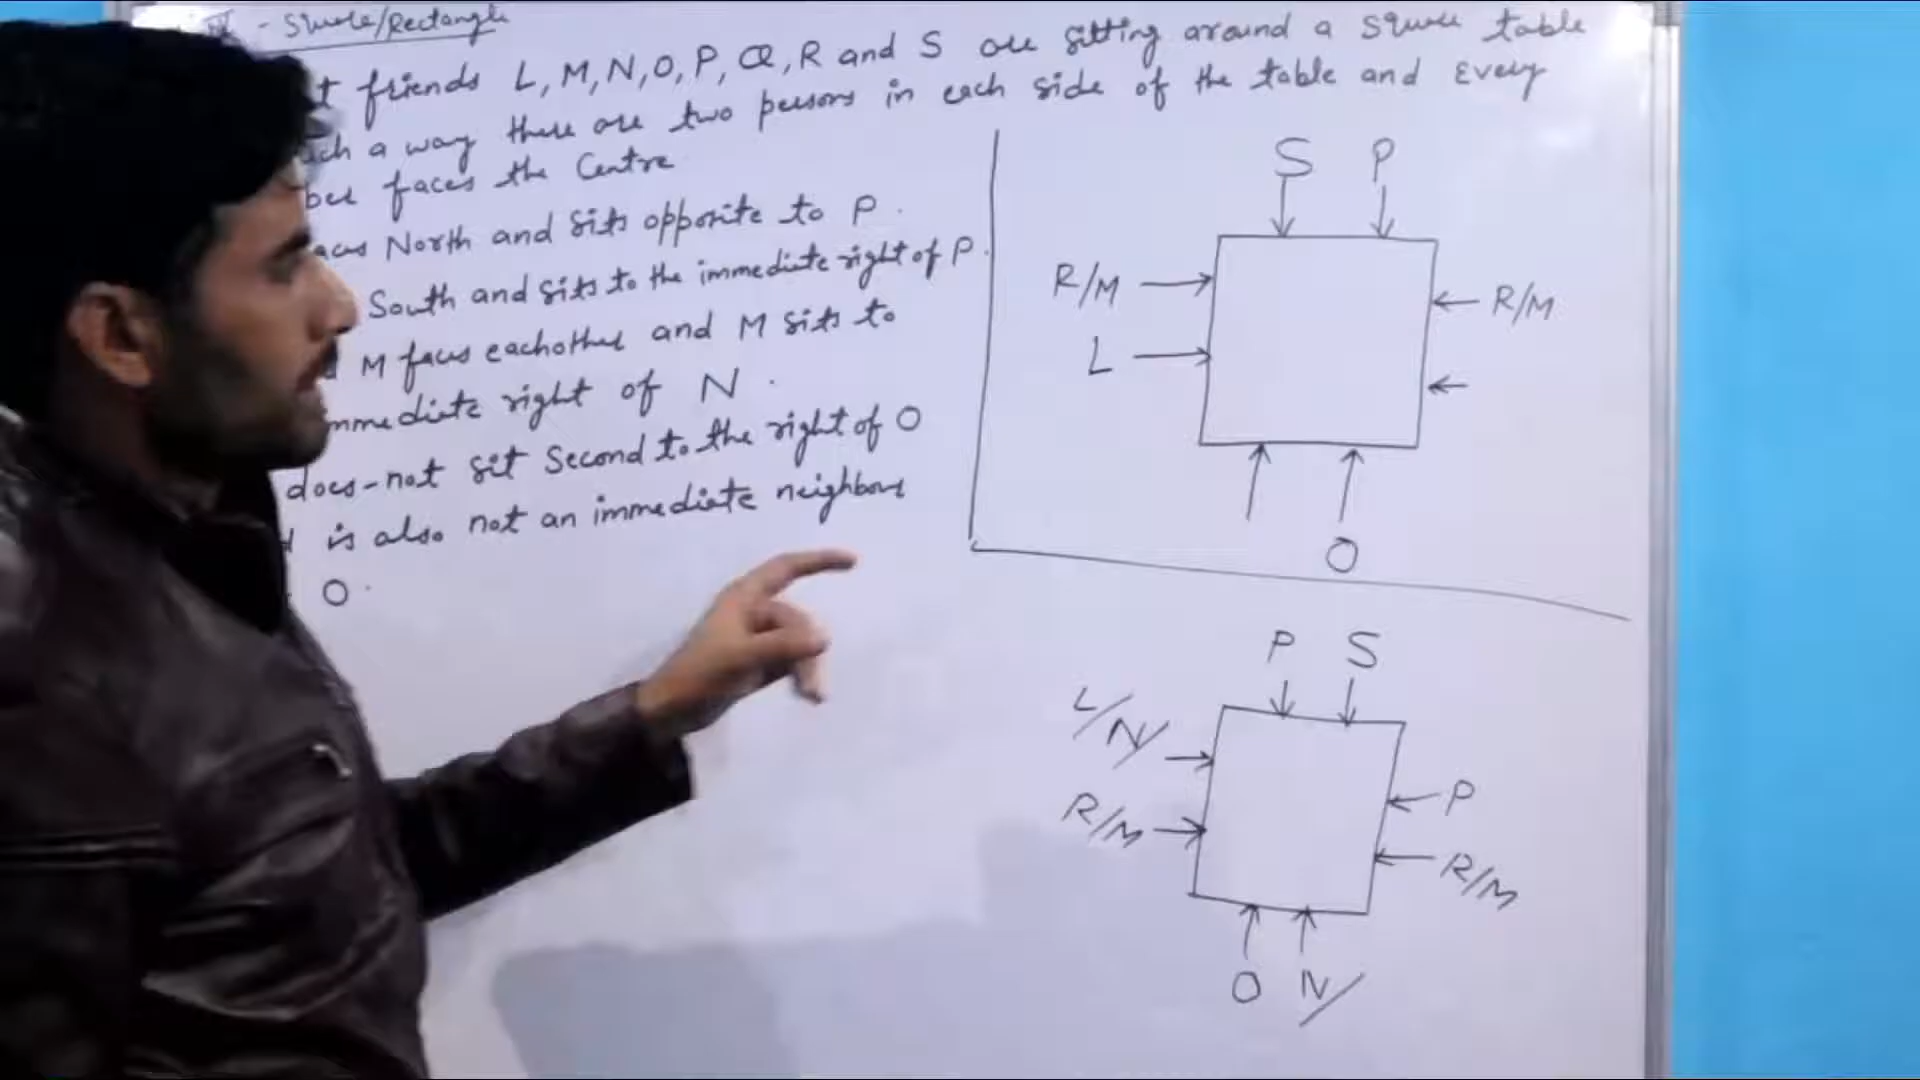 - Square/Rectangle
friends L, M, N, O, P, Q, R and S are sitting around a square table
a way there are two persons in each side of the table and Every
faces the Centre
North and sits opposite to P.
South and sits to the immediate right of P.
M faces eachother and M sits to
immediate right of N.
does-not sit Second to the right of O
is also not an immediate neighbour
O.
S P
R/M R/M
L
O
P S
L/N/
P
R/M
R/M
O N/